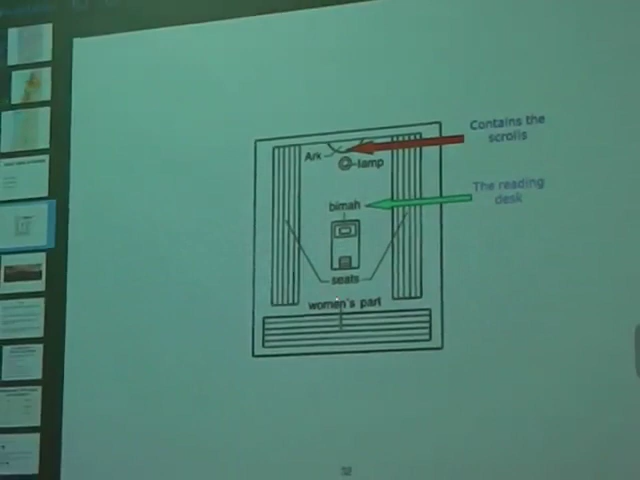 Contains the
scrolls
Ark
lamp
The reading
desk
bimah
seats
women's part
32